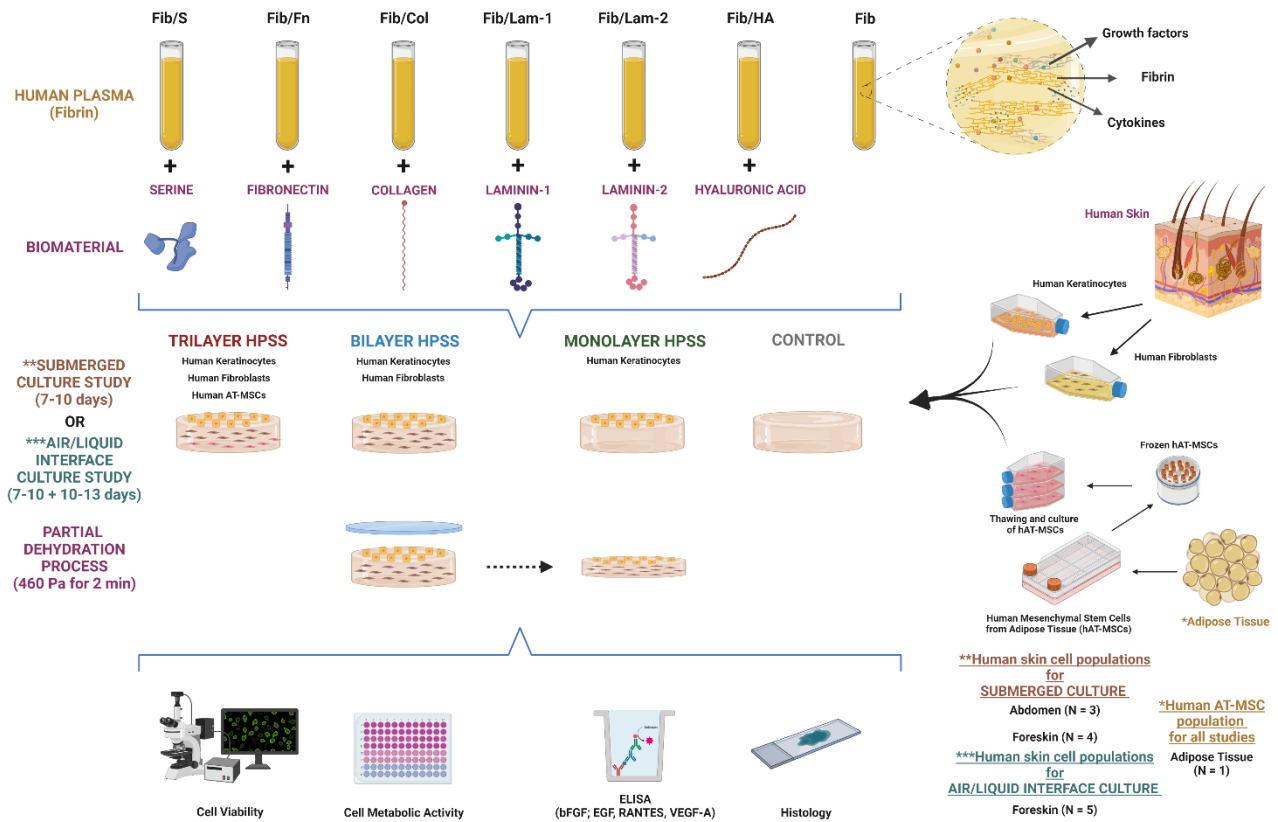 Fib/S
Fib/Fn
Fib/Col
Fib/Lam-1
Fib/Lam-2
Fib/HA
Fib
HUMAN PLASMA
(Fibrin)
Growth factors
Fibrin
Cytokines
+ + + + + +
SERINE
FIBRONECTIN
COLLAGEN
LAMININ-1
LAMININ-2
HYALURONIC ACID
BIOMATERIAL
Human Skin
Human Keratinocytes
Human Fibroblasts
TRILAYER HPSS
Human Keratinocytes
Human Fibroblasts
Human AT-MSCs
BILAYER HPSS
Human Keratinocytes
Human Fibroblasts
MONOLAYER HPSS
Human Keratinocytes
CONTROL
**SUBMERGED
CULTURE STUDY
(7-10 days)
OR
***AIR/LIQUID
INTERFACE
CULTURE STUDY
(7-10 + 10-13 days)
PARTIAL
DEHYDRATION
PROCESS
(460 Pa for 2 min)
Frozen hAT-MSCs
Thawing and culture
of hAT-MSCs
Human Mesenchymal Stem Cells
from Adipose Tissue (hAT-MSCs)
*Adipose Tissue
**Human skin cell populations
for
SUBMERGED CULTURE
Abdomen (N = 3)
Foreskin (N = 4)
***Human skin cell populations
for
AIR/LIQUID INTERFACE CULTURE
Foreskin (N = 5)
*Human AT-MSC
population
for all studies
Adipose Tissue
(N = 1)
Cell Viability
Cell Metabolic Activity
ELISA
(bFGF; EGF, RANTES, VEGF-A)
Histology